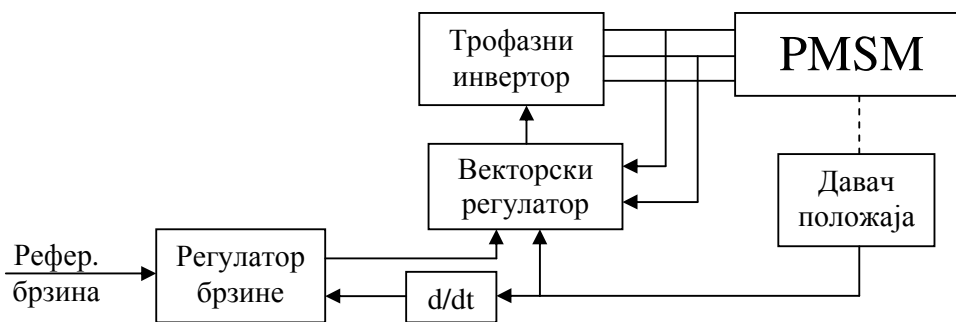 Трофазни
инвертор
PMSM
Векторски
регулатор
Давач
положаја
Рефер.
брзина
Регулатор
брзине
d/dt